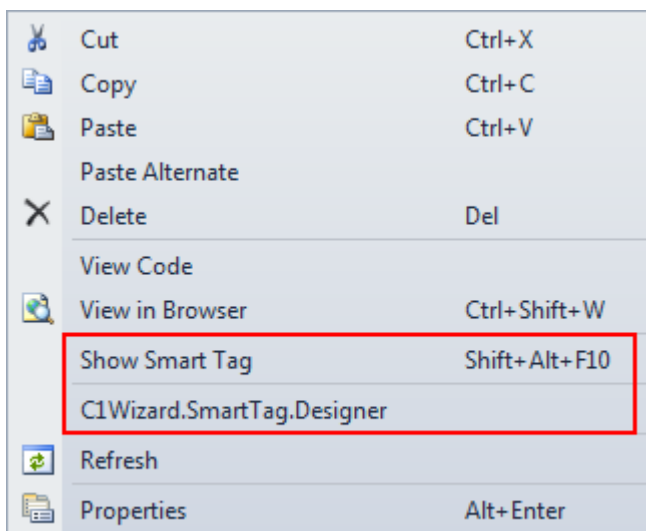 Cut Ctrl+X
Copy Ctrl+C
Paste Ctrl+V
Paste Alternate
Delete Del
View Code
View in Browser Ctrl+Shift+W
Show Smart Tag Shift+Alt+F10
C1Wizard.SmartTag.Designer
Refresh
Properties Alt+Enter